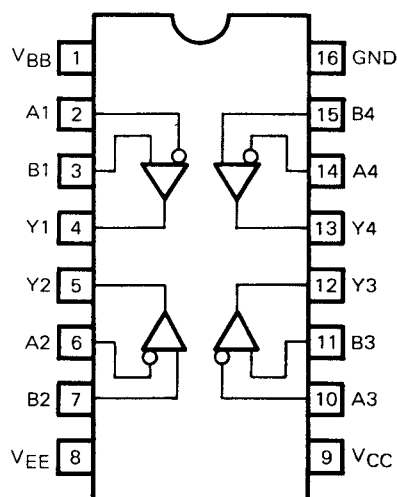 VBB 1 16 GND
A1 2 15 B4
B1 3 14 A4
Y1 4 13 Y4
Y2 5 12 Y3
A2 6 11 B3
B2 7 10 A3
VEE 8 9 VCC